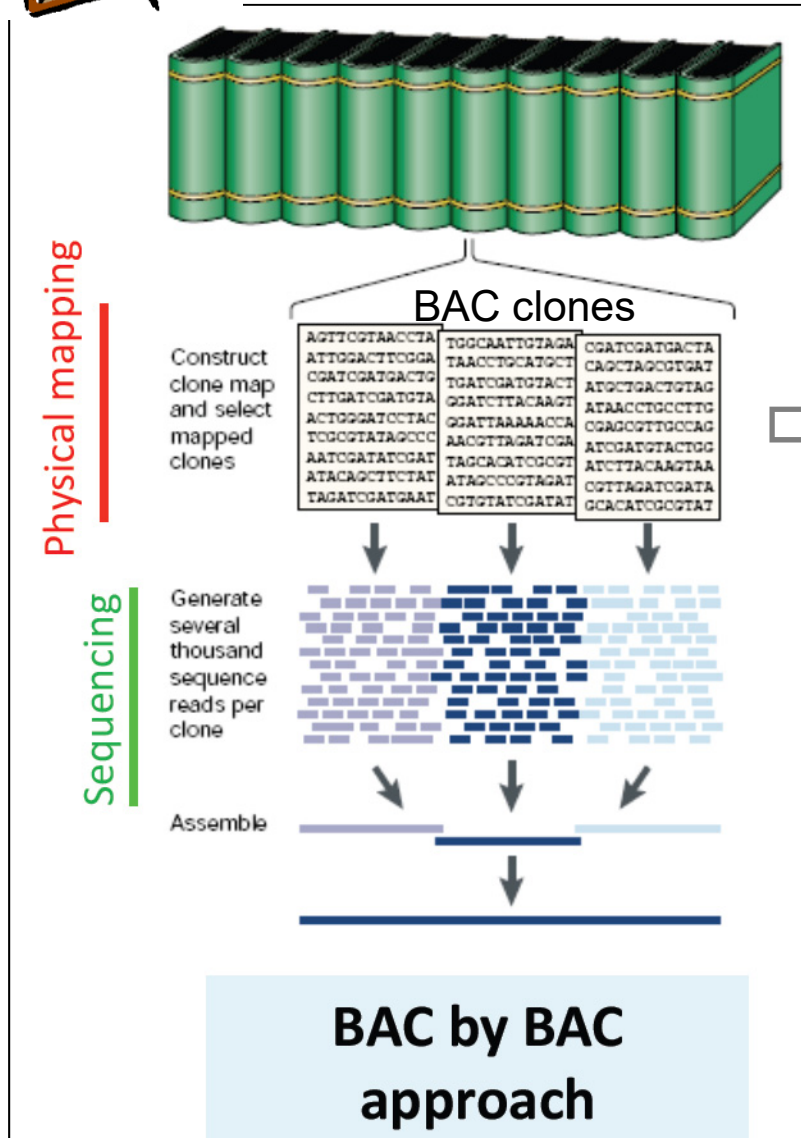 BAC clones
Physical mapping
Construct
clone map
and select
mapped
clones
AGTTCGTAACCTA
ATTGGACTTCGGA
CGATCGATGACTG
CTTGATCGATGTA
ACTGGGATCCTAC
TCGCGTATAGCCC
AATCGATATCGAT
ATACAGCTTCTAT
TAGATCGATGAAT
TGGCAATTGTAGA
TAACCTGCATGCT
TGATCGATGTACT
GGATCTTACAAGT
GGATTAAAAACCA
AACGTTAGATCGA
TAGCACATCGCGT
ATAGCCCGTAGAT
CGTGTATCGATAT
CGATCGATGACTA
CAGCTAGCGTGAT
ATGCTGACTGTAG
ATAACCTGCCTTG
CGAGCGTTGCCAG
ATCGATGTACTGG
ATCTTACAAGTAA
CGTTAGATCGATA
GCACATCGCGTAT
Sequencing
Generate
several
thousand
sequence
reads per
clone
Assemble
BAC by BAC
approach